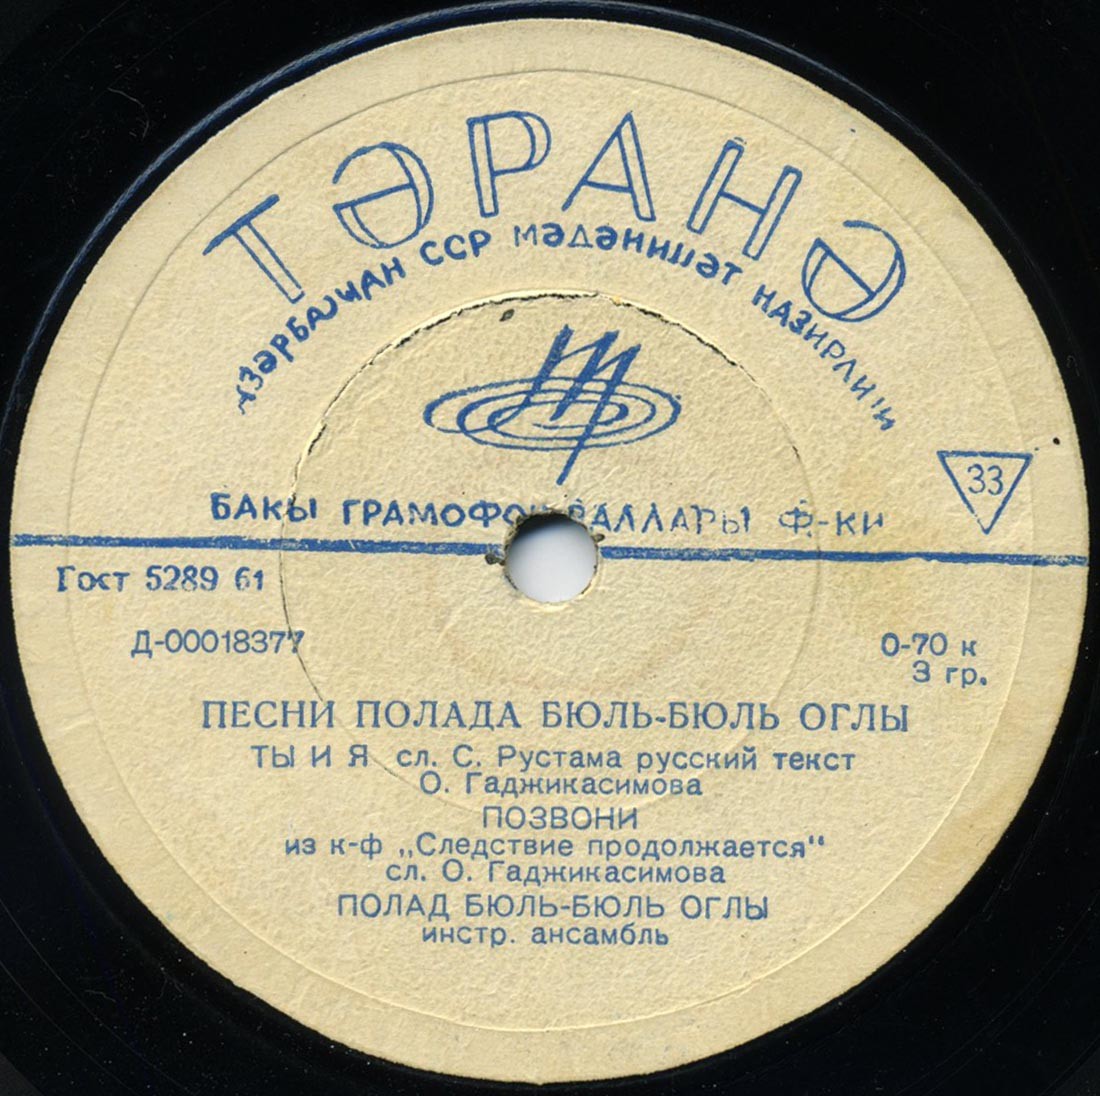 ТӘРАНӘ
АЗӘРБАЈҸАН ССР МӘДӘНИЈЈӘТ НАЗИРЛИЈИ
БАКЫ ГРАМОФОН ВАЛЛАРЫ Ф-КИ
33
Гост 5289 61
Д-00018377
0-70 к
3 гр.
ПЕСНИ ПОЛАДА БЮЛЬ-БЮЛЬ ОГЛЫ
ТЫ И Я сл. С. Рустама русский текст
О. Гаджикасимова
ПОЗВОНИ
из к-ф „Следствие продолжается"
сл. О. Гаджикасимова
ПОЛАД БЮЛЬ-БЮЛЬ ОГЛЫ
инстр. ансамбль